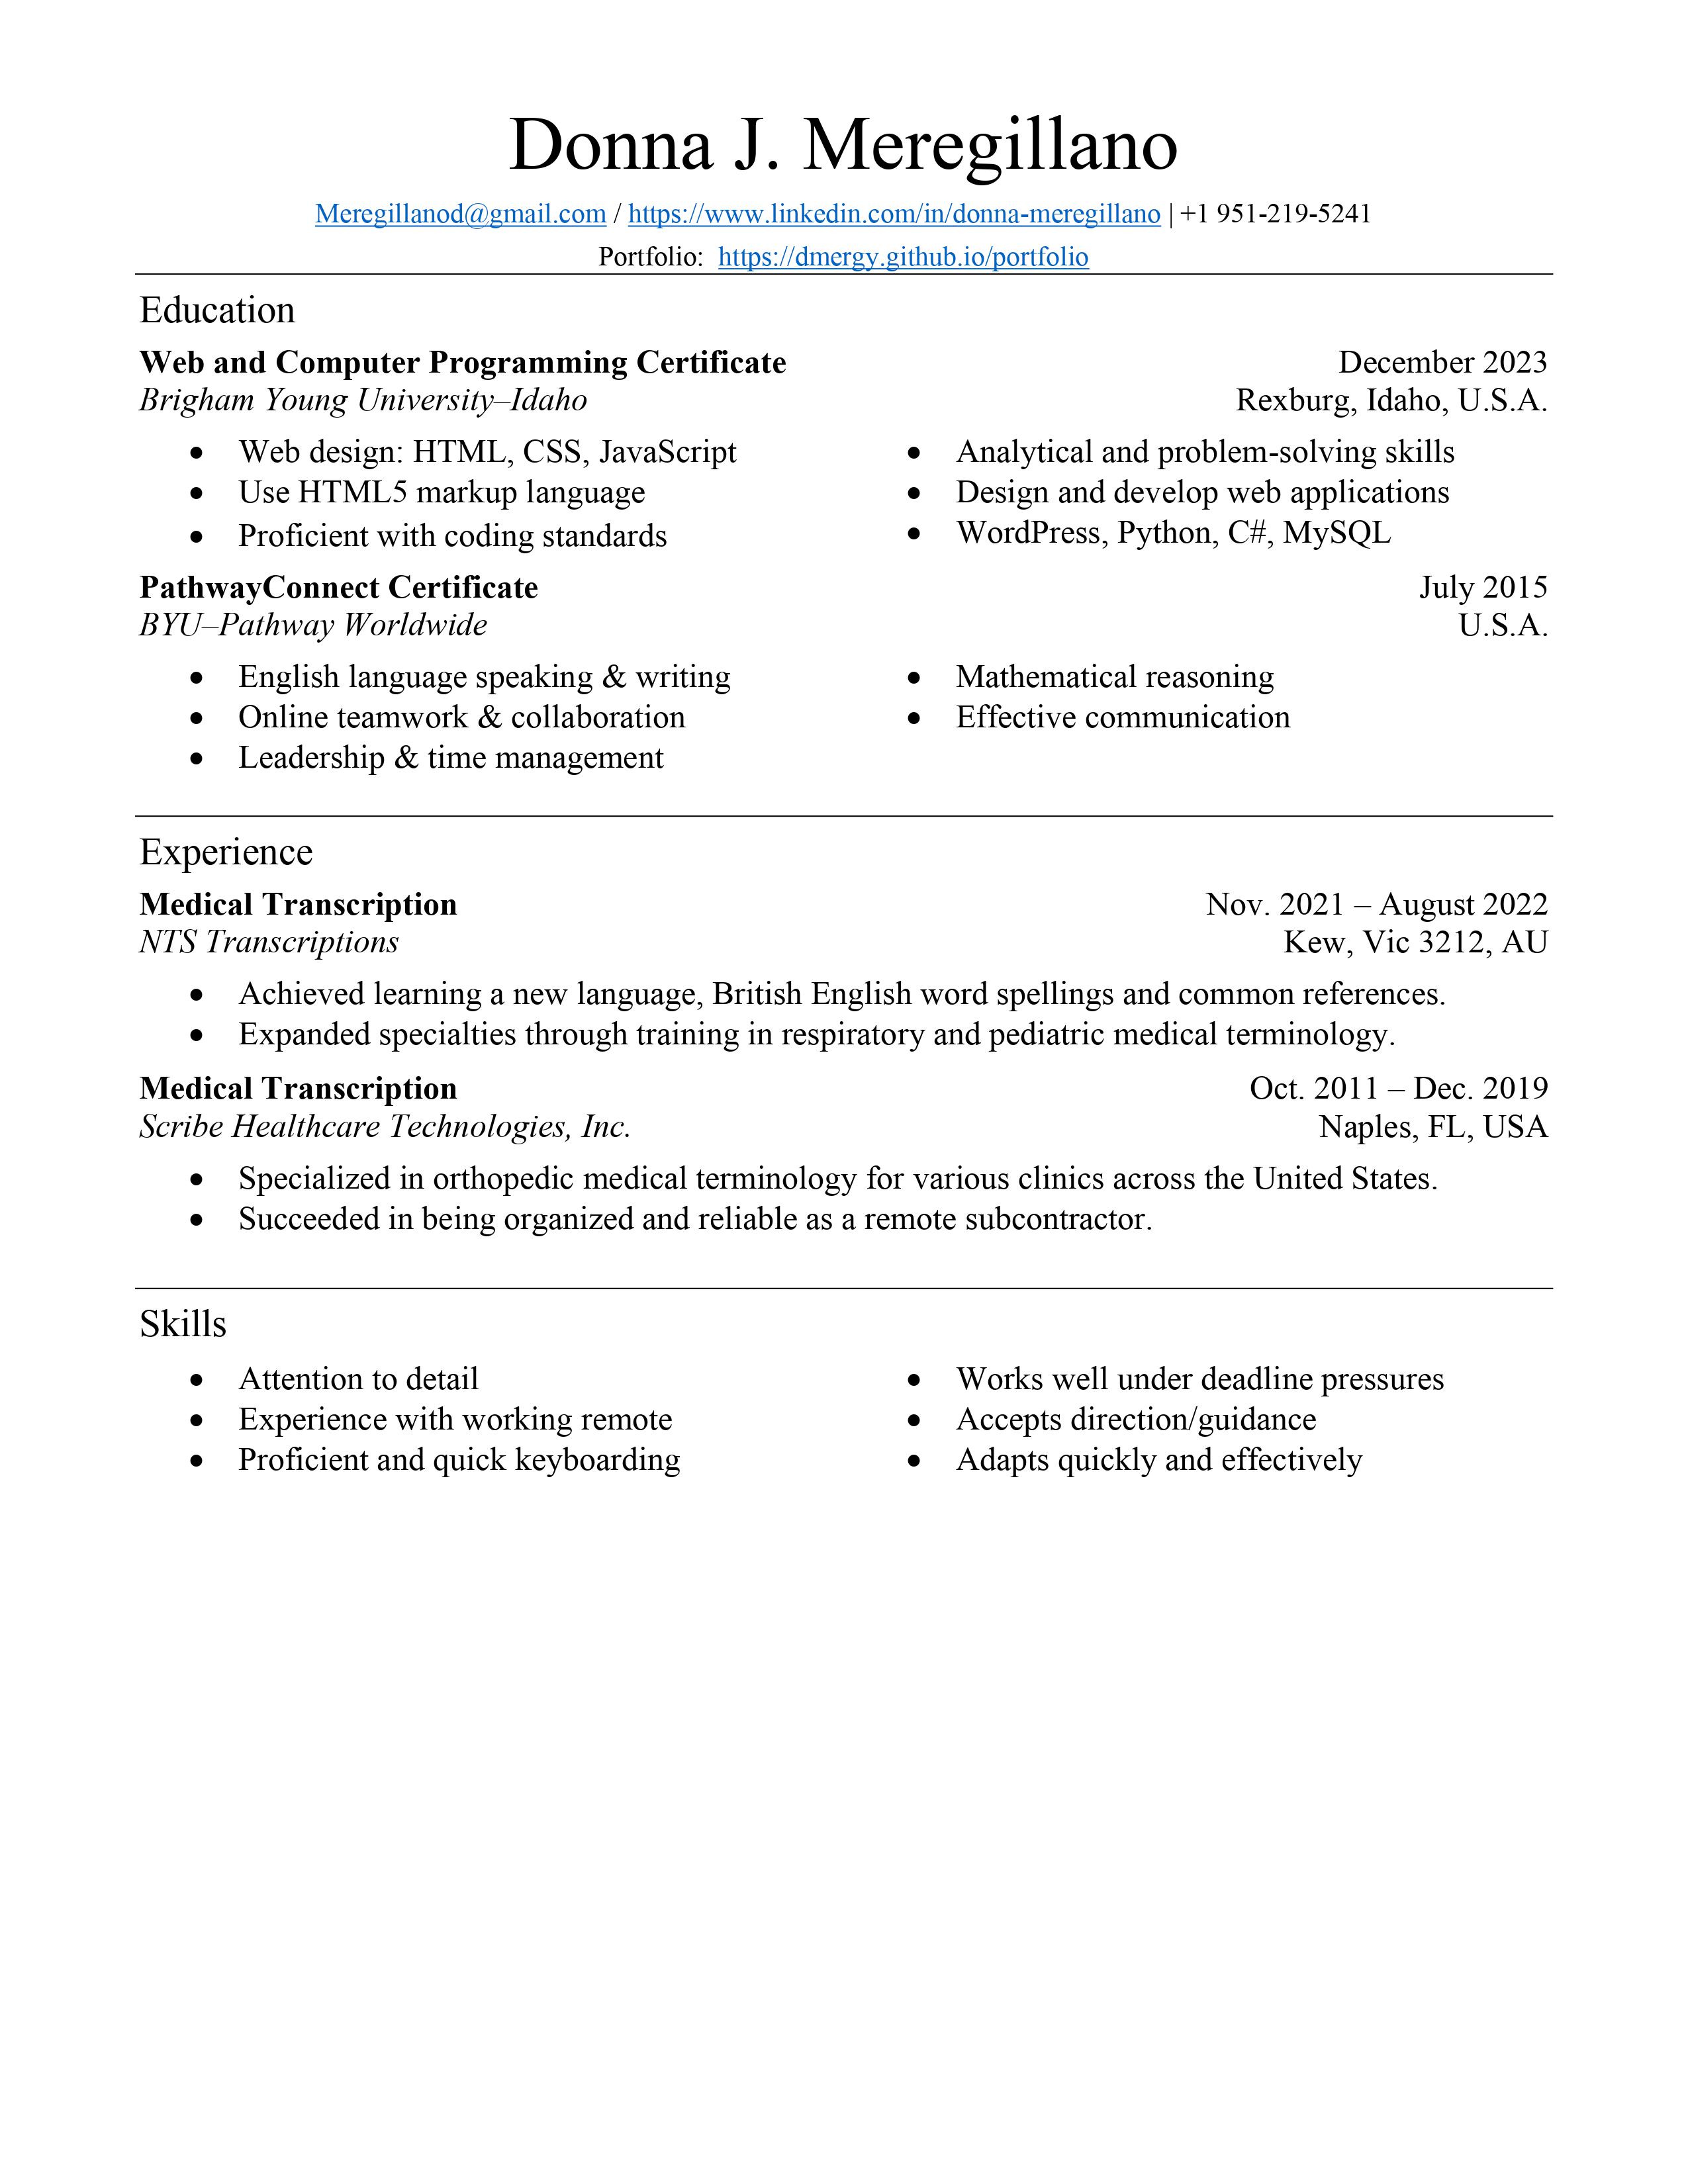 Donna J. Meregillano
Meregillanod@gmail.com / https://www.linkedin.com/in/donna-meregillano | +1 951-219-5241
Portfolio: https://dmergy.github.io/portfolio
Education
Web and Computer Programming Certificate December 2023
Brigham Young University–Idaho Rexburg, Idaho, U.S.A.
• Web design: HTML, CSS, JavaScript
• Use HTML5 markup language
• Proficient with coding standards
• Analytical and problem-solving skills
• Design and develop web applications
• WordPress, Python, C#, MySQL
PathwayConnect Certificate July 2015
BYU–Pathway Worldwide U.S.A.
• English language speaking & writing
• Online teamwork & collaboration
• Leadership & time management
• Mathematical reasoning
• Effective communication
Experience
Medical Transcription Nov. 2021 – August 2022
NTS Transcriptions Kew, Vic 3212, AU
• Achieved learning a new language, British English word spellings and common references.
• Expanded specialties through training in respiratory and pediatric medical terminology.
Medical Transcription Oct. 2011 – Dec. 2019
Scribe Healthcare Technologies, Inc. Naples, FL, USA
• Specialized in orthopedic medical terminology for various clinics across the United States.
• Succeeded in being organized and reliable as a remote subcontractor.
Skills
• Attention to detail
• Experience with working remote
• Proficient and quick keyboarding
• Works well under deadline pressures
• Accepts direction/guidance
• Adapts quickly and effectively